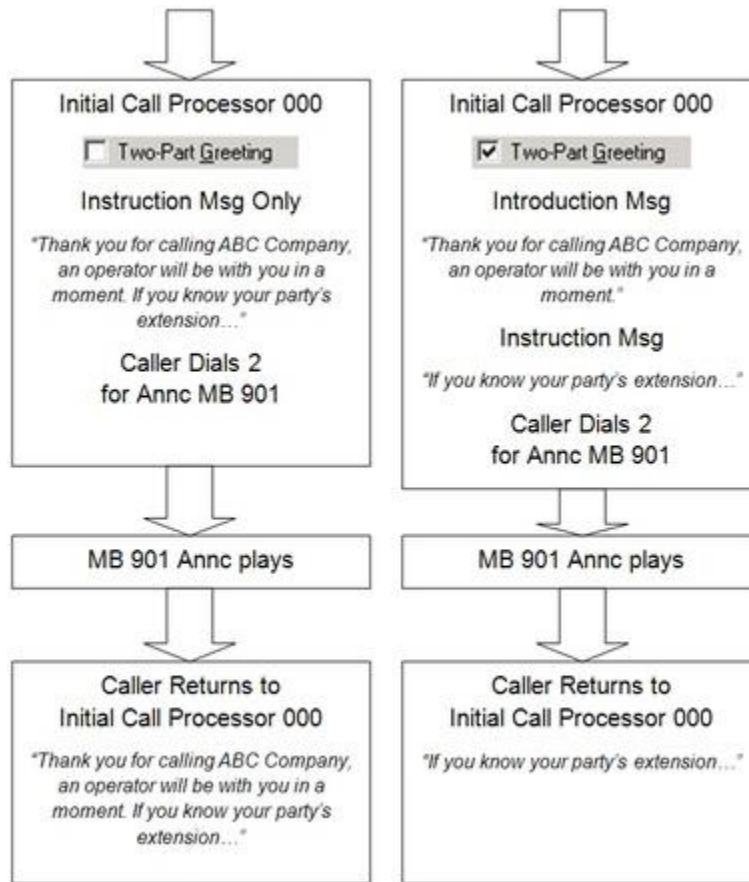 Initial Call Processor 000
Two-Part Greeting
Instruction Msg Only
"Thank you for calling ABC Company,
an operator will be with you in a
moment. If you know your party's
extension…"
Caller Dials 2
for Annc MB 901
MB 901 Annc plays
Caller Returns to
Initial Call Processor 000
"Thank you for calling ABC Company,
an operator will be with you in a
moment. If you know your party's
extension…"
Initial Call Processor 000
Two-Part Greeting
Introduction Msg
"Thank you for calling ABC Company,
an operator will be with you in a
moment."
Instruction Msg
"If you know your party's extension…"
Caller Dials 2
for Annc MB 901
MB 901 Annc plays
Caller Returns to
Initial Call Processor 000
"If you know your party's extension…"